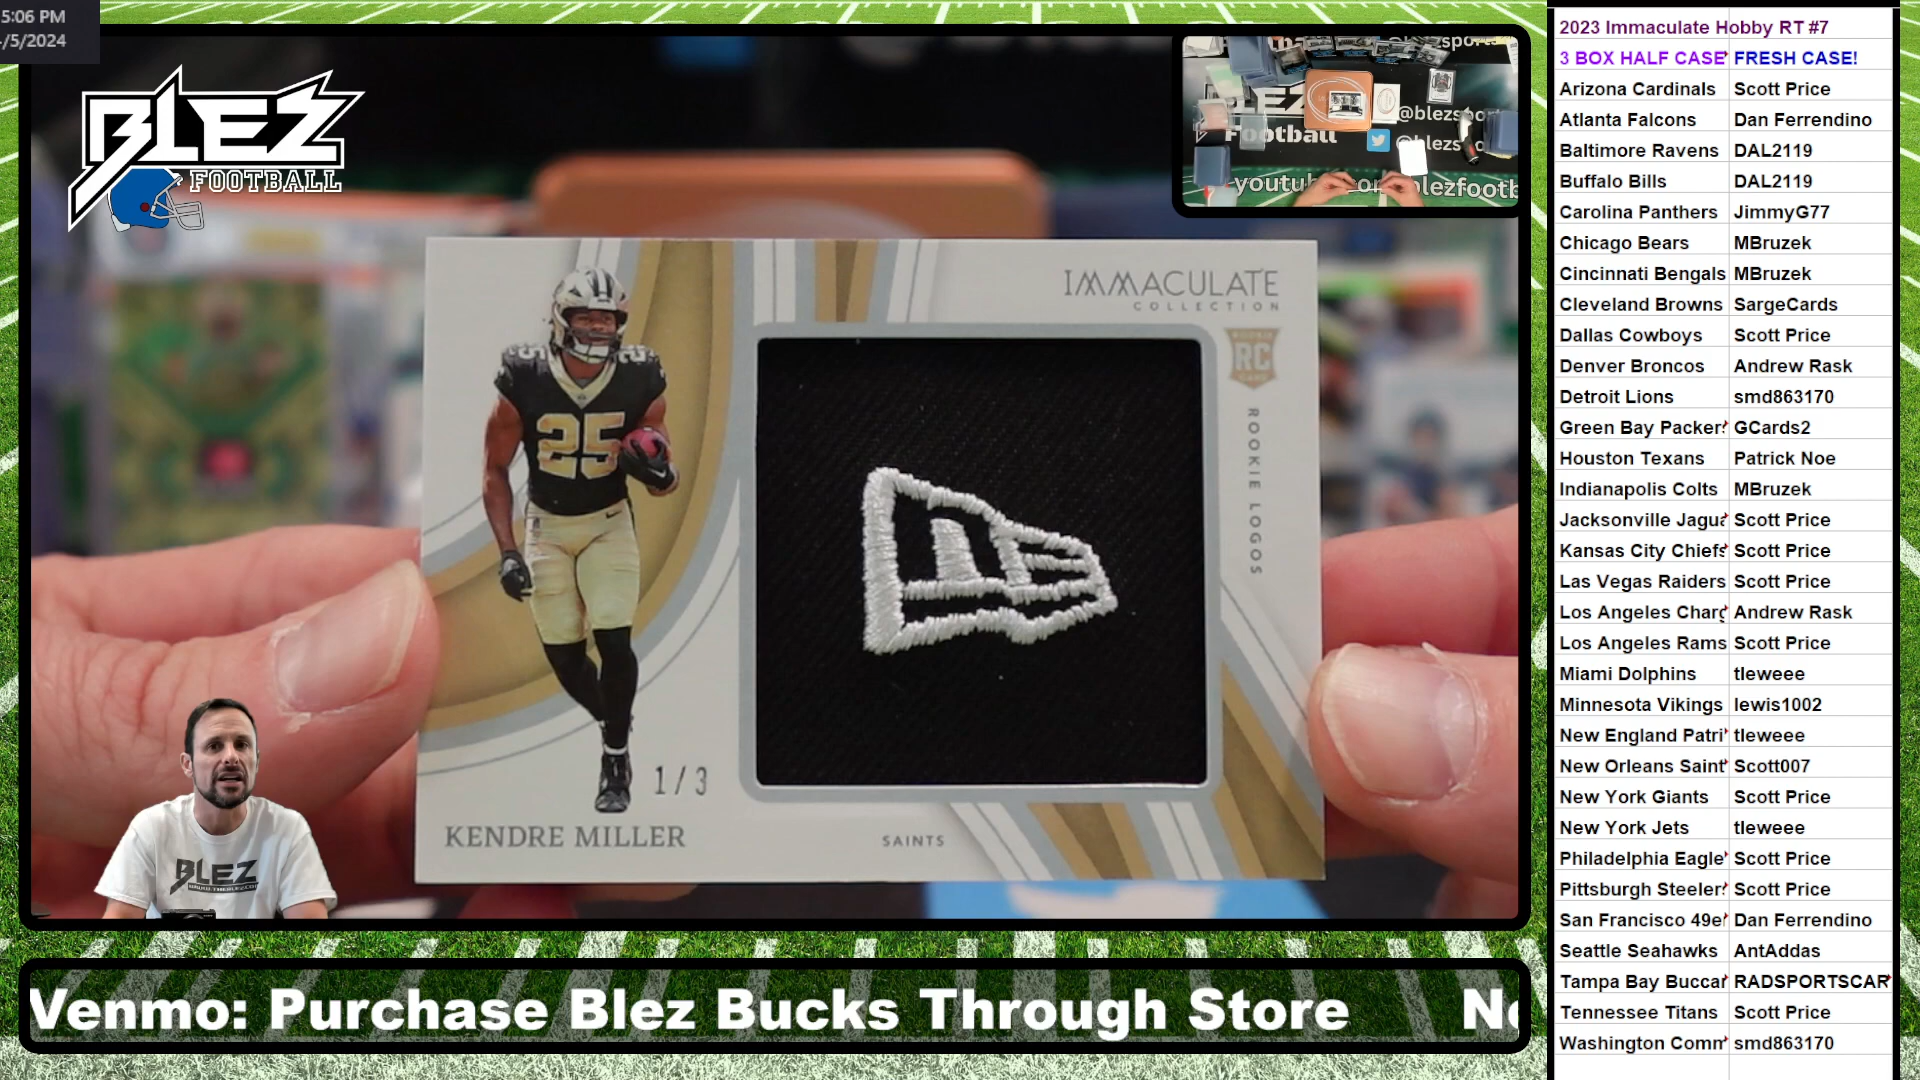 5:06 PM
/5/2024
BLEZ
FOOTBALL
IMMACULATE
COLLECTION
RC
ROOKIE LOGOS
25
1/3
KENDRE MILLER
SAINTS
BLEZ
@blezspor
Football
@blezs
youtu
blezfootb
Venmo: Purchase Blez Bucks Through Store
2023 Immaculate Hobby RT #7
3 BOX HALF CASE FRESH CASE!
Arizona Cardinals Scott Price
Atlanta Falcons Dan Ferrendino
Baltimore Ravens DAL2119
Buffalo Bills DAL2119
Carolina Panthers JimmyG77
Chicago Bears MBruzek
Cincinnati Bengals MBruzek
Cleveland Browns SargeCards
Dallas Cowboys Scott Price
Denver Broncos Andrew Rask
Detroit Lions smd863170
Green Bay Packer GCards2
Houston Texans Patrick Noe
Indianapolis Colts MBruzek
Jacksonville Jagua Scott Price
Kansas City Chiefs Scott Price
Las Vegas Raiders Scott Price
Los Angeles Charg Andrew Rask
Los Angeles Rams Scott Price
Miami Dolphins tleweee
Minnesota Vikings lewis1002
New England Patri tleweee
New Orleans Saint Scott007
New York Giants Scott Price
New York Jets tleweee
Philadelphia Eagle Scott Price
Pittsburgh Steeler Scott Price
San Francisco 49e Dan Ferrendino
Seattle Seahawks AntAddas
Tampa Bay Buccar RADSPORTSCAR
Tennessee Titans Scott Price
Washington Comm smd863170